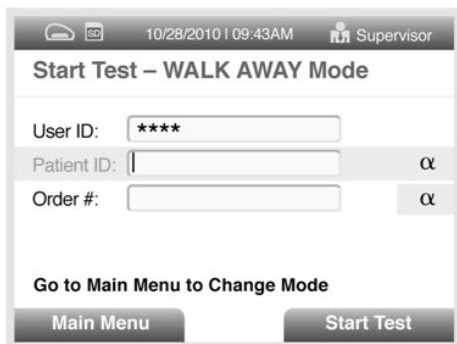 SD 10/28/2010 | 09:43AM Supervisor
Start Test – WALK AWAY Mode
User ID: ****
Patient ID: α
Order #: α
Go to Main Menu to Change Mode
Main Menu Start Test